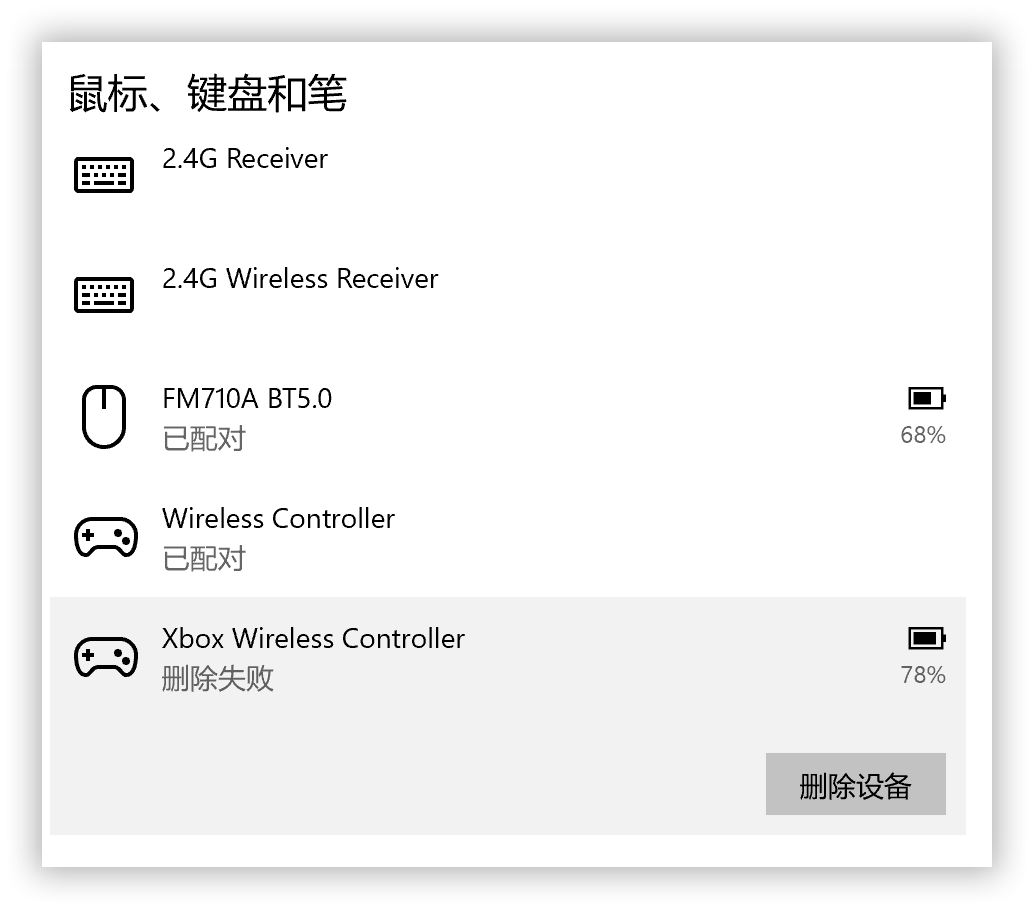 鼠标、键盘和笔
2.4G Receiver
2.4G Wireless Receiver
FM710A BT5.0
已配对
68%
Wireless Controller
已配对
Xbox Wireless Controller
删除失败
78%
删除设备